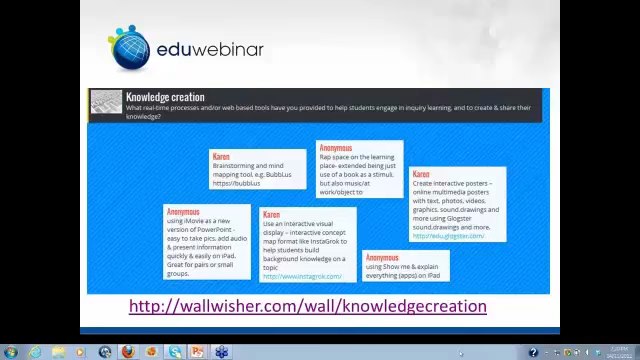 eduwebinar
Knowledge creation
What real-time processes and/or web based tools have you provided to help students engage in inquiry learning, and to create & share their
knowledge?
Karen
Brainstorming and mind
mapping tool, e.g. BubbLus
https://bubbl.us
Anonymous
Rap space on the learning
place- extended being just
use of a book as a stimuli,
but also music/at
work/object to
Karen
Create interactive posters -
online multimedia posters
with text, photos, videos,
graphics, sound.drawings and
more using Glogster
sound.drawings and more.
http://edu.glogster.com/
Anonymous
using iMovie as a new
version of PowerPoint -
easy to take pics, add audio
& present information
quickly & easily on iPad.
Great for pairs or small
groups.
Karen
Use an interactive visual
display - interactive concept
map format like InstaGrok to
help students build
background knowledge on a
topic
http://www.instagrok.com/
Anonymous
using Show me & explain
everything (apps) on iPad
http://wallwisher.com/wall/knowledgecreation